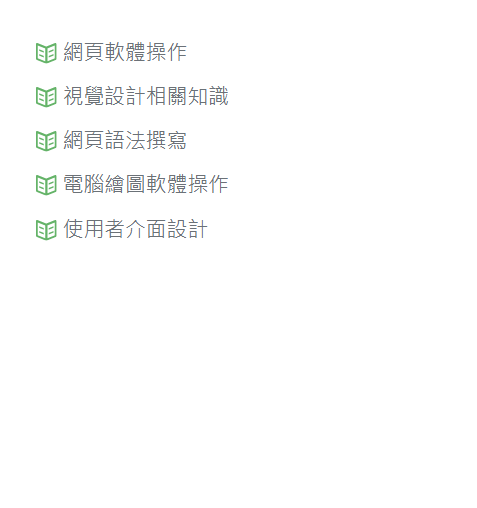 網頁軟體操作
視覺設計相關知識
網頁語法撰寫
電腦繪圖軟體操作
使用者介面設計